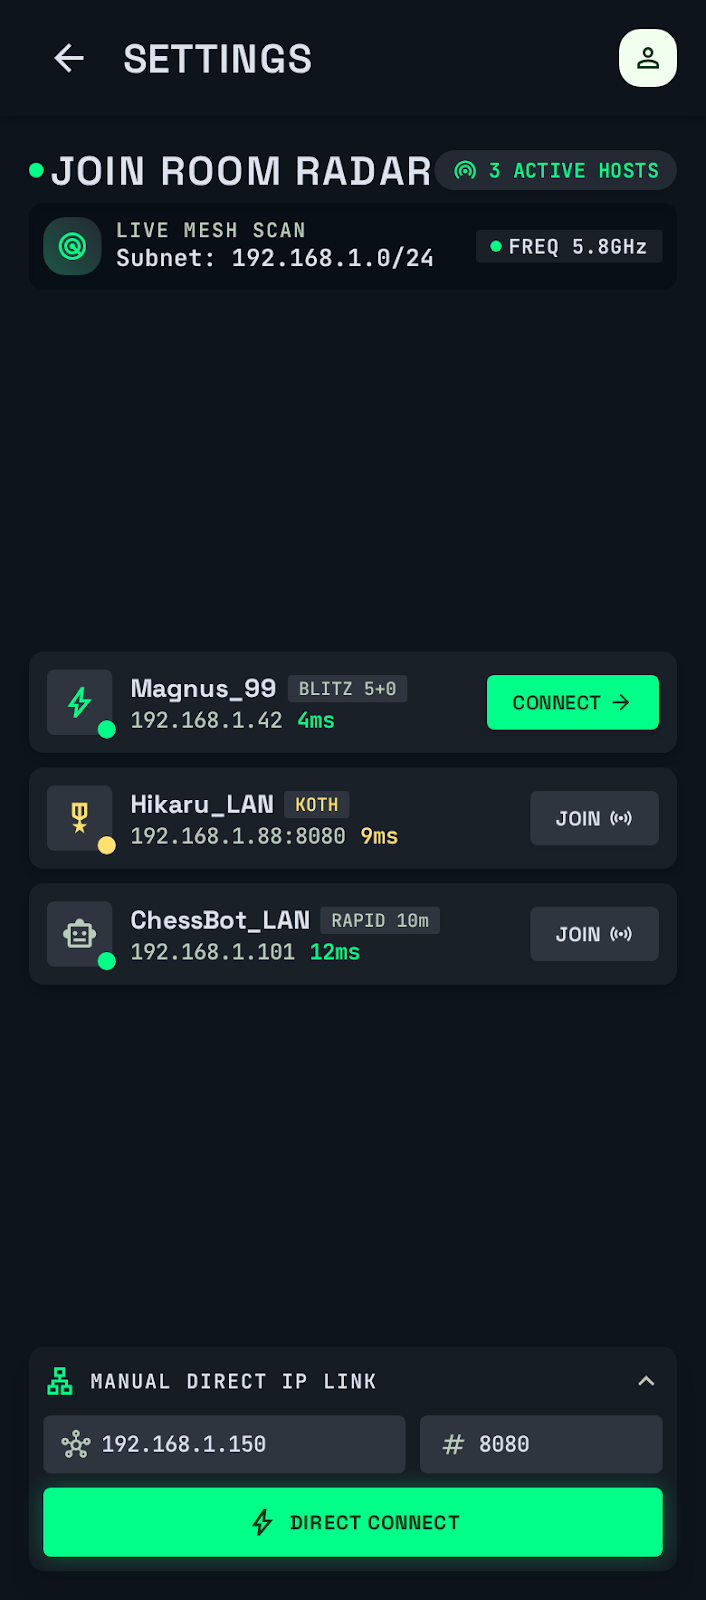 SETTINGS
JOIN ROOM RADAR
3 ACTIVE HOSTS
LIVE MESH SCAN
Subnet: 192.168.1.0/24
FREQ 5.8GHz
Magnus_99 BLITZ 5+0
192.168.1.42 4ms
CONNECT
Hikaru_LAN KOTH
192.168.1.88:8080 9ms
JOIN
ChessBot_LAN RAPID 10m
192.168.1.101 12ms
JOIN
MANUAL DIRECT IP LINK
192.168.1.150
# 8080
DIRECT CONNECT